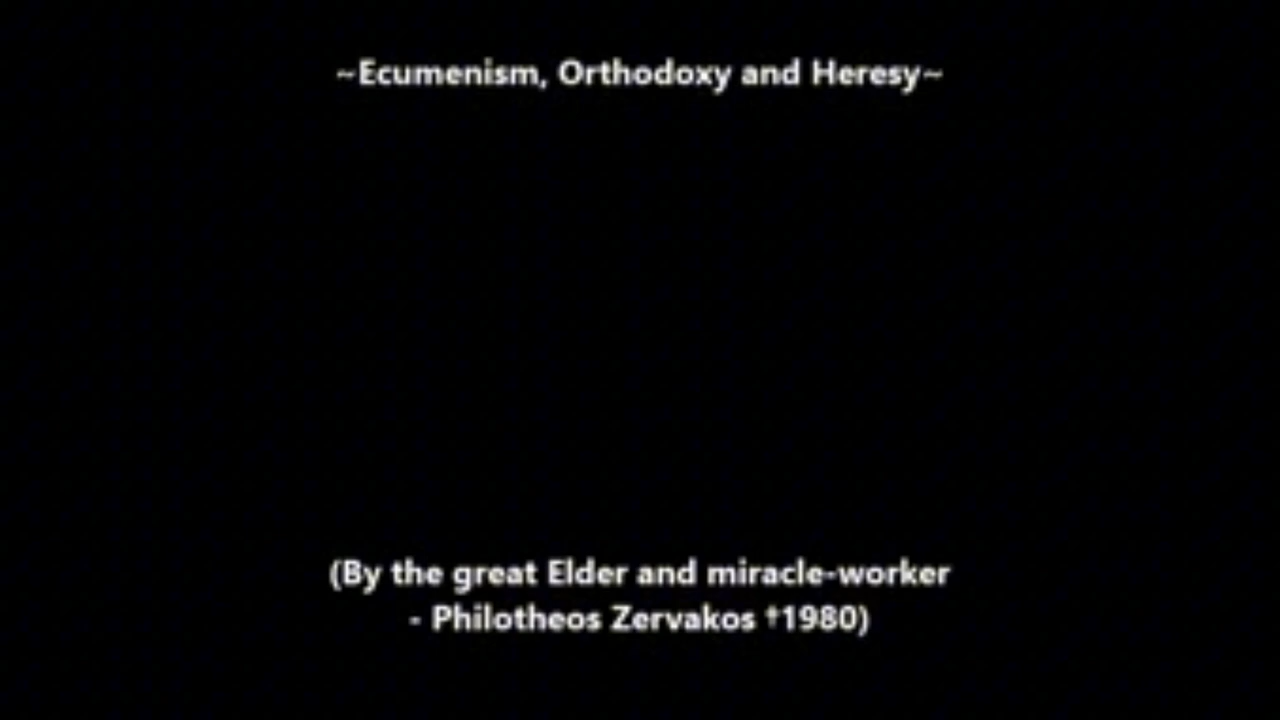 ~Ecumenism, Orthodoxy and Heresy~
(By the great Elder and miracle-worker
- Philotheos Zervakos †1980)